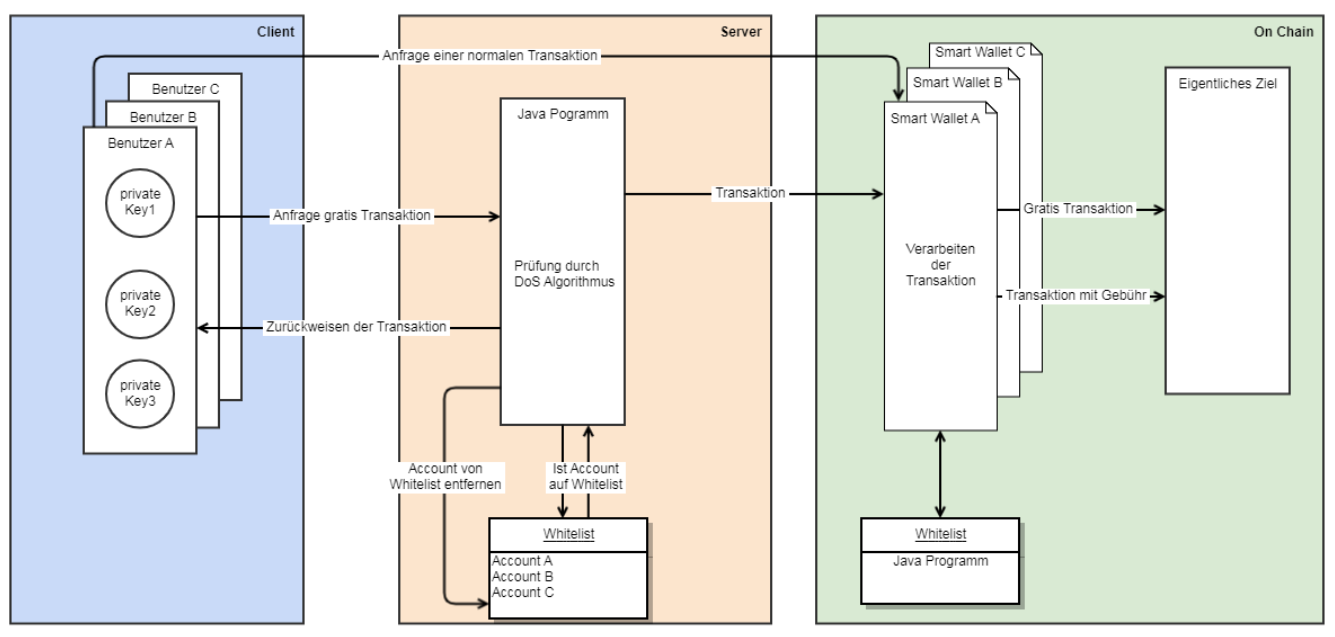 Client
Server
On Chain
Anfrage einer normalen Transaktion
Benutzer C
Benutzer B
Benutzer A
private
Key1
private
Key2
private
Key3
Anfrage gratis Transaktion
Zurückweisen der Transaktion
Java Pogramm
Prüfung durch
DoS Algorithmus
Account von
Whitelist entfernen
Ist Account
auf Whitelist
Whitelist
Account A
Account B
Account C
Transaktion
Smart Wallet C
Smart Wallet B
Smart Wallet A
Verarbeiten
der
Transaktion
Gratis Transaktion
Transaktion mit Gebühr
Eigentliches Ziel
Whitelist
Java Programm